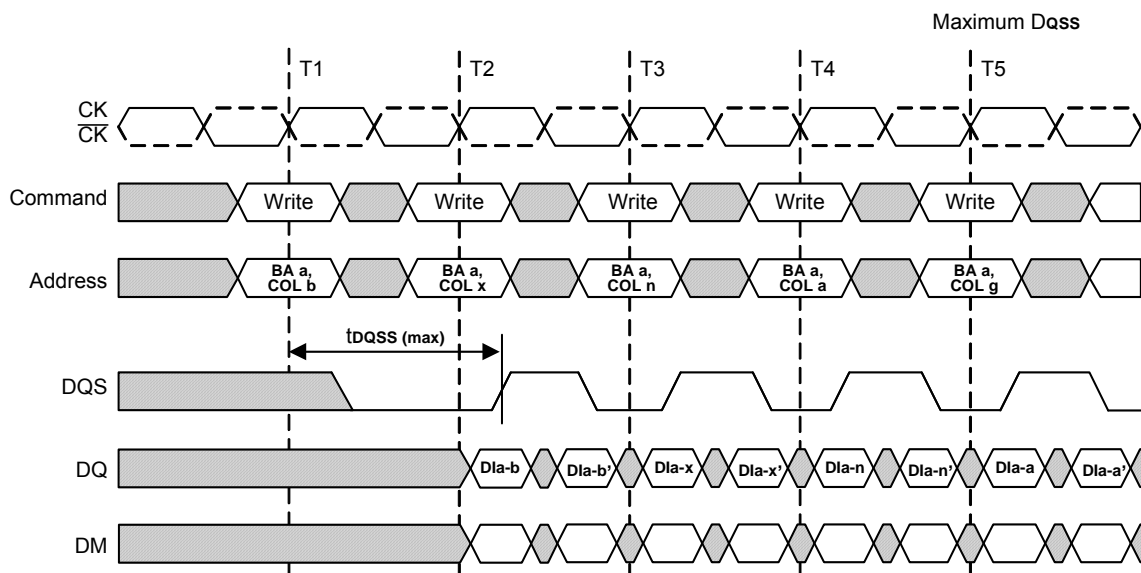 Maximum DQSS
T1 T2 T3 T4 T5
CK
CK
Command Write Write Write Write Write
Address BA a, COL b BA a, COL x BA a, COL n BA a, COL a BA a, COL g
tDQSS (max)
DQS
DQ DIa-b DIa-b' DIa-x DIa-x' DIa-n DIa-n' DIa-a DIa-a'
DM